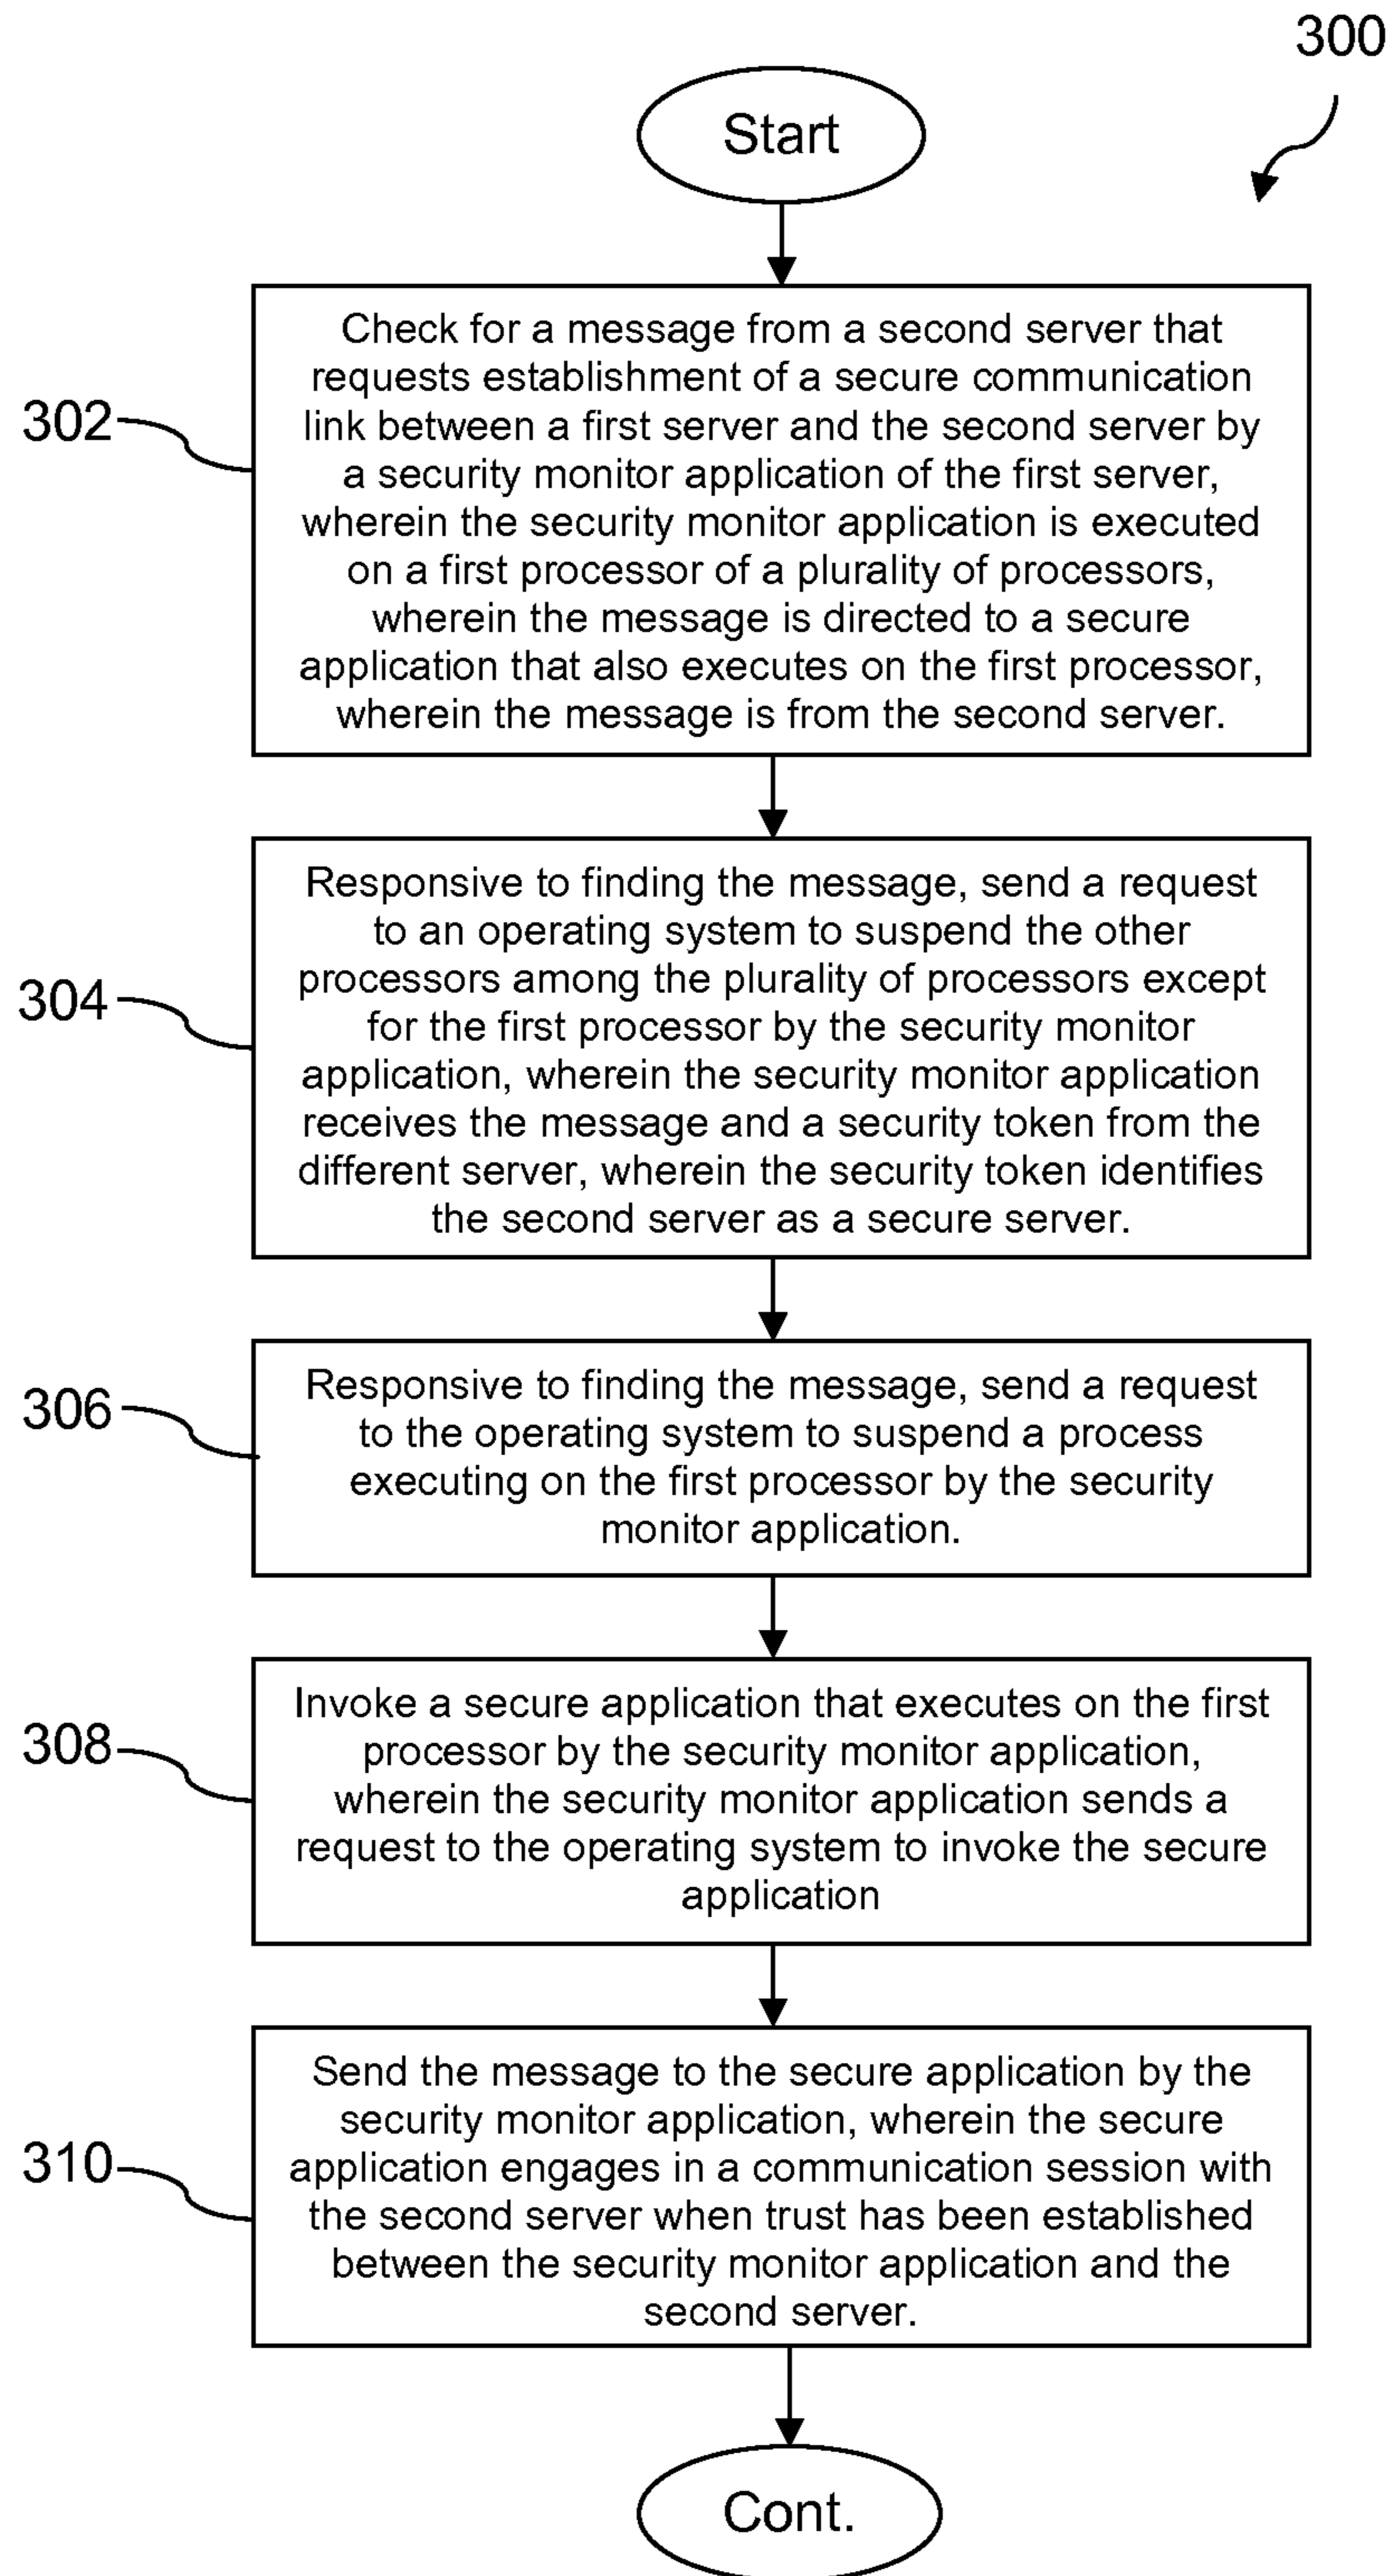 300
Start
302
Check for a message from a second server that
requests establishment of a secure communication
link between a first server and the second server by
a security monitor application of the first server,
wherein the security monitor application is executed
on a first processor of a plurality of processors,
wherein the message is directed to a secure
application that also executes on the first processor,
wherein the message is from the second server.
304
Responsive to finding the message, send a request
to an operating system to suspend the other
processors among the plurality of processors except
for the first processor by the security monitor
application, wherein the security monitor application
receives the message and a security token from the
different server, wherein the security token identifies
the second server as a secure server.
306
Responsive to finding the message, send a request
to the operating system to suspend a process
executing on the first processor by the security
monitor application.
308
Invoke a secure application that executes on the first
processor by the security monitor application,
wherein the security monitor application sends a
request to the operating system to invoke the secure
application
310
Send the message to the secure application by the
security monitor application, wherein the secure
application engages in a communication session with
the second server when trust has been established
between the security monitor application and the
second server.
Cont.